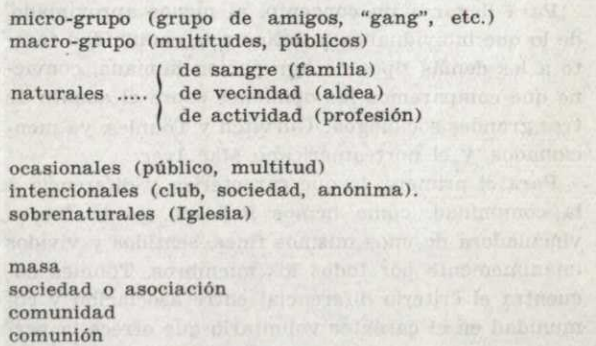 micro-grupo (grupo de amigos, "gang", etc.)
macro-grupo (multitudes, públicos)
de sangre (familia)
naturales .... { de vecindad (aldea)
de actividad (profesión)
ocasionales (público, multitud)
intencionales (club, sociedad, anónima).
sobrenaturales (Iglesia)
masa
sociedad o asociación
comunidad
comunión